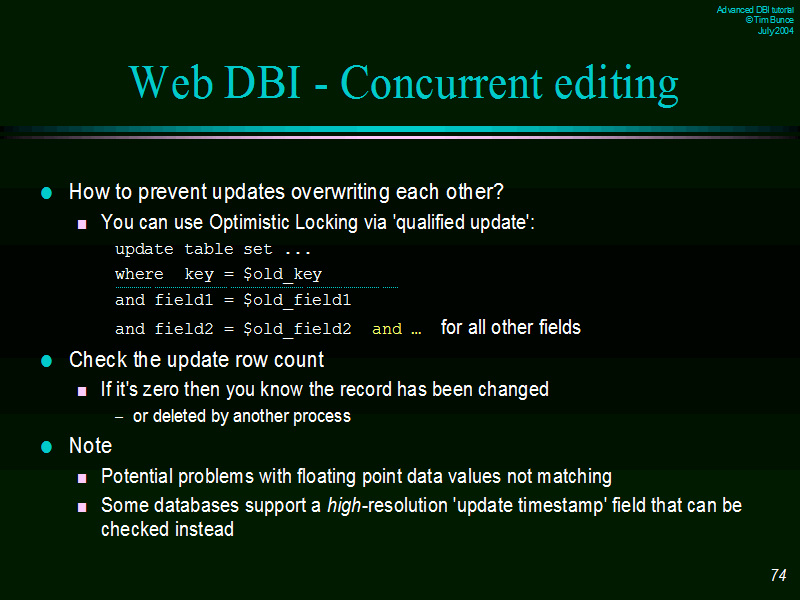 Advanced DBI tutorial
© Tim Bunce
July 2004
Web DBI - Concurrent editing
How to prevent updates overwriting each other?
You can use Optimistic Locking via 'qualified update':
update table set ...
where key = $old_key
and field1 = $old_field1
and field2 = $old_field2 and … for all other fields
Check the update row count
If it's zero then you know the record has been changed
– or deleted by another process
Note
Potential problems with floating point data values not matching
Some databases support a high-resolution 'update timestamp' field that can be
checked instead
74